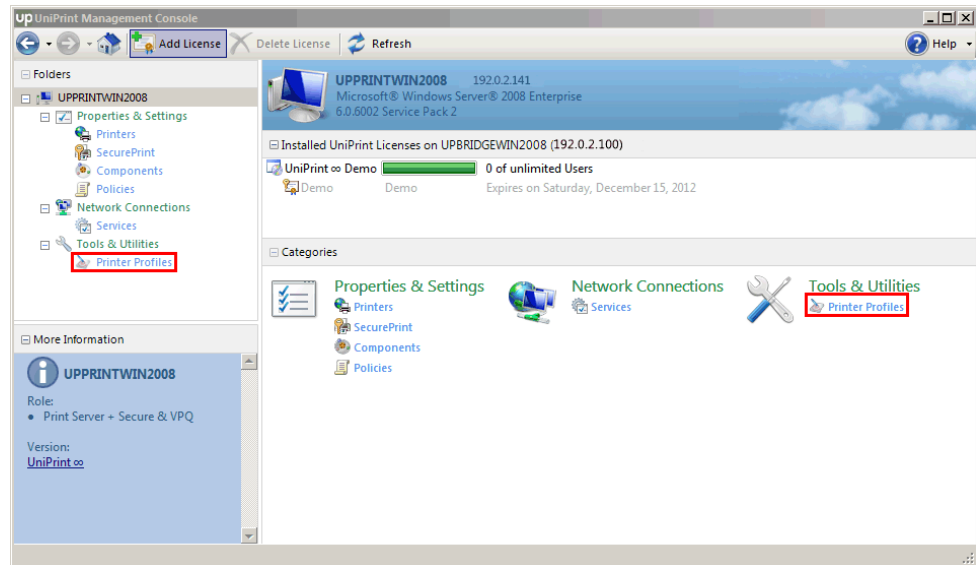 up UniPrint Management Console
Add License Delete License Refresh Help
Folders
UPPRINTWIN2008
Properties & Settings
Printers
SecurePrint
Components
Policies
Network Connections
Services
Tools & Utilities
Printer Profiles
More Information
UPPRINTWIN2008
Role:
• Print Server + Secure & VPQ
Version:
UniPrint ∞
UPPRINTWIN2008 192.0.2.141
Microsoft® Windows Server® 2008 Enterprise
6.0.6002 Service Pack 2
Installed UniPrint Licenses on UPBRIDGEWIN2008 (192.0.2.100)
UniPrint ∞ Demo 0 of unlimited Users
Demo Demo Expires on Saturday, December 15, 2012
Categories
Properties & Settings
Printers
SecurePrint
Components
Policies
Network Connections
Services
Tools & Utilities
Printer Profiles